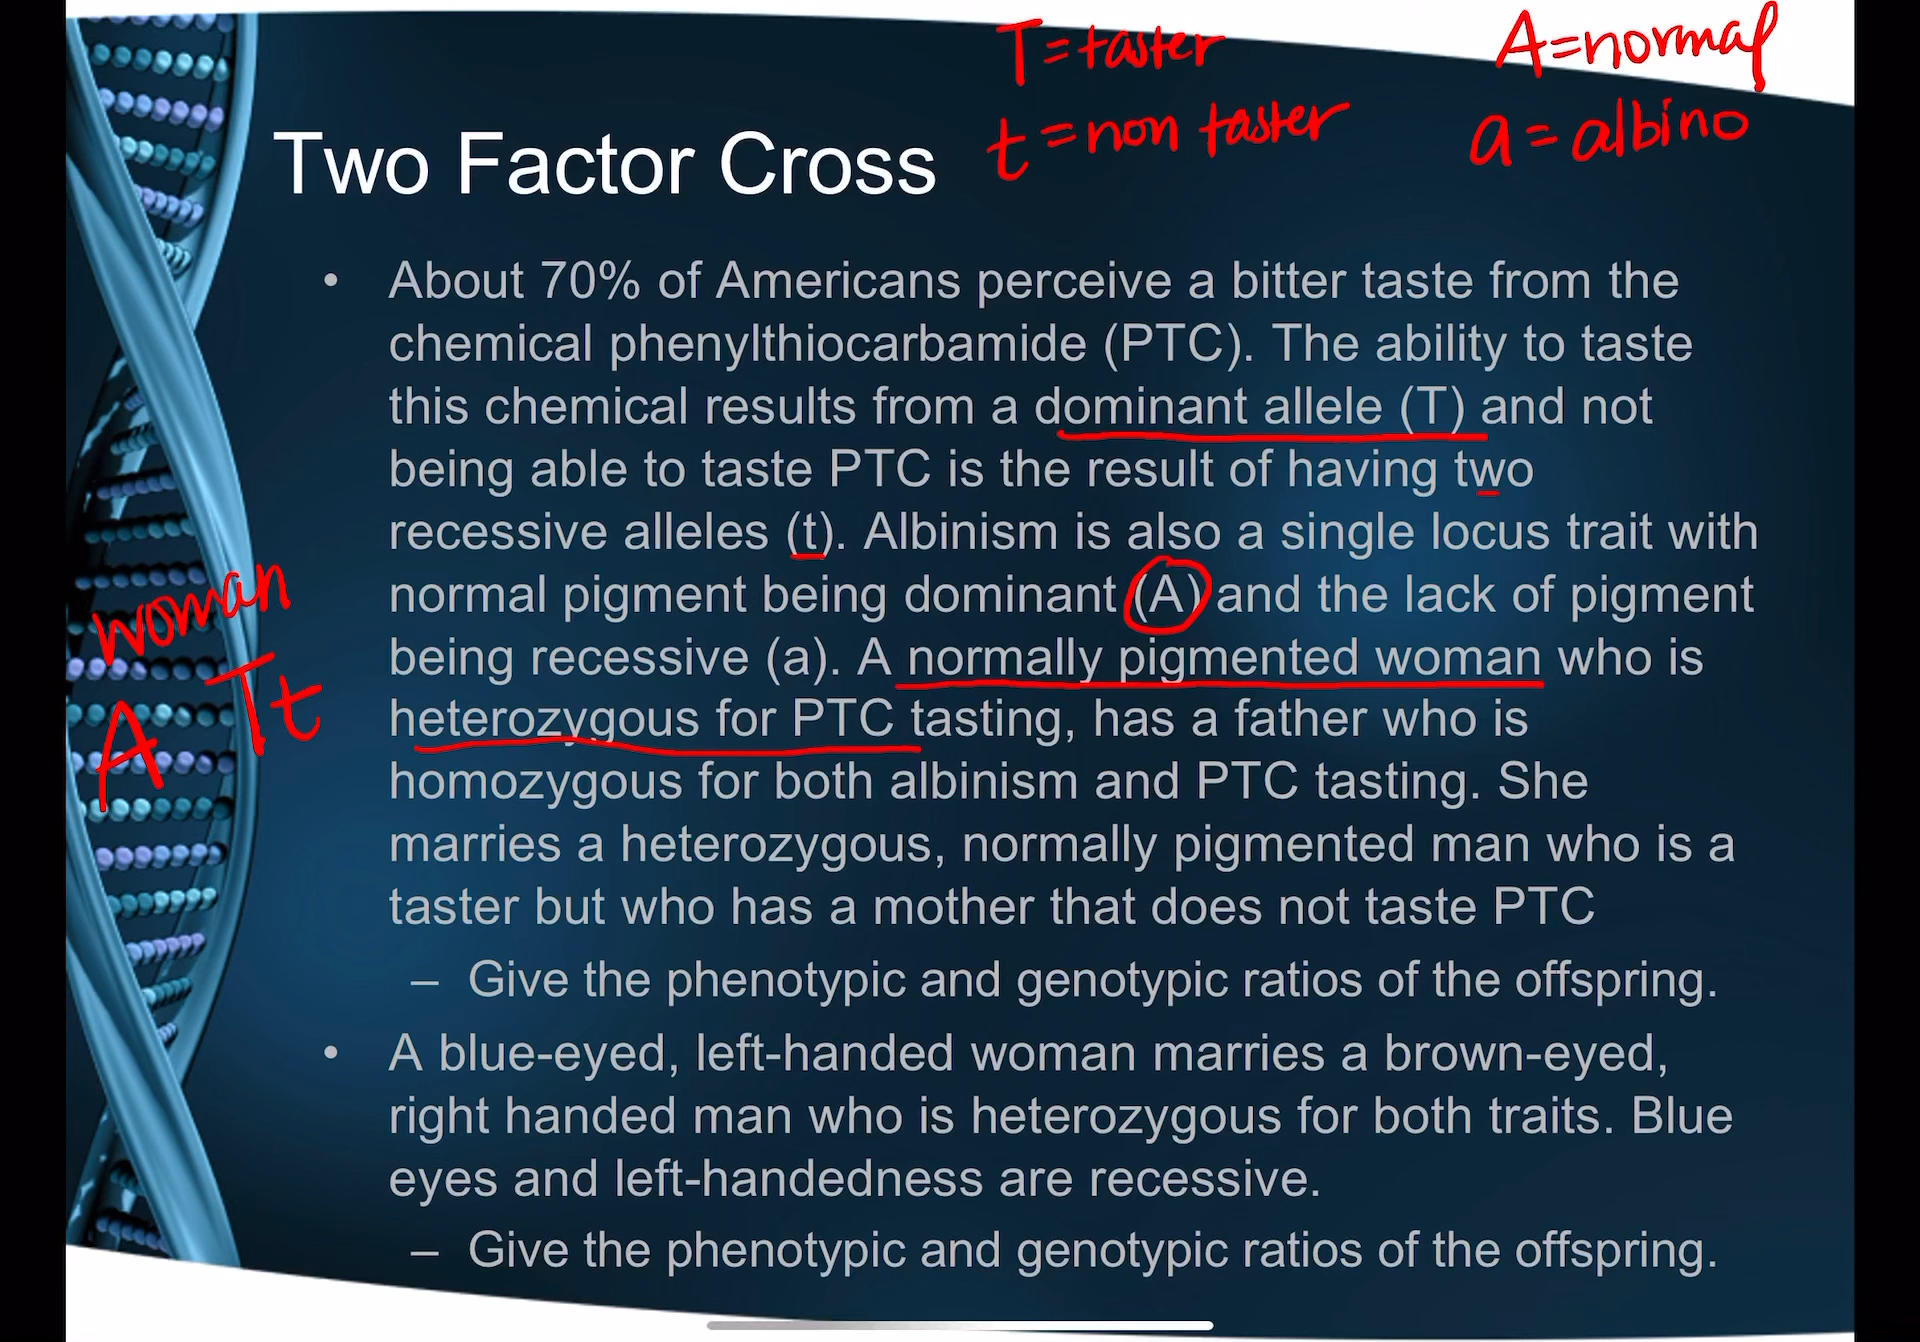 T=taster
A=normal
t=non taster
a=albino
Two Factor Cross
• About 70% of Americans perceive a bitter taste from the
chemical phenylthiocarbamide (PTC). The ability to taste
this chemical results from a dominant allele (T) and not
being able to taste PTC is the result of having two
recessive alleles (t). Albinism is also a single locus trait with
normal pigment being dominant (A) and the lack of pigment
being recessive (a). A normally pigmented woman who is
heterozygous for PTC tasting, has a father who is
homozygous for both albinism and PTC tasting. She
marries a heterozygous, normally pigmented man who is a
taster but who has a mother that does not taste PTC
– Give the phenotypic and genotypic ratios of the offspring.
• A blue-eyed, left-handed woman marries a brown-eyed,
right handed man who is heterozygous for both traits. Blue
eyes and left-handedness are recessive.
– Give the phenotypic and genotypic ratios of the offspring.
woman
A Tt